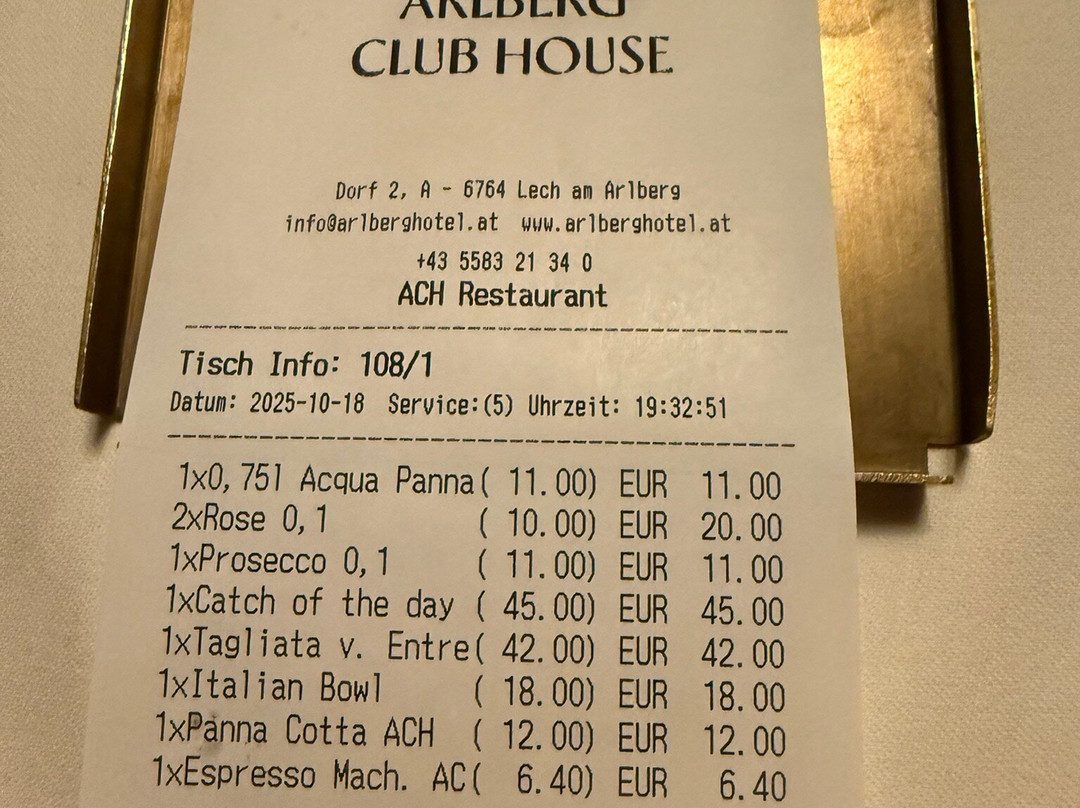 ARLBERG
CLUB HOUSE
Dorf 2, A - 6764 Lech am Arlberg
info@arlberghotel.at www.arlberghotel.at
+43 5583 21 34 0
ACH Restaurant
Tisch Info: 108/1
Datum: 2025-10-18 Service:(5) Uhrzeit: 19:32:51
1x0,75l Acqua Panna( 11.00) EUR 11.00
2xRose 0,1 ( 10.00) EUR 20.00
1xProsecco 0,1 ( 11.00) EUR 11.00
1xCatch of the day ( 45.00) EUR 45.00
1xTagliata v. Entre( 42.00) EUR 42.00
1xItalian Bowl ( 18.00) EUR 18.00
1xPanna Cotta ACH ( 12.00) EUR 12.00
1xEspresso Mach. AC( 6.40) EUR 6.40